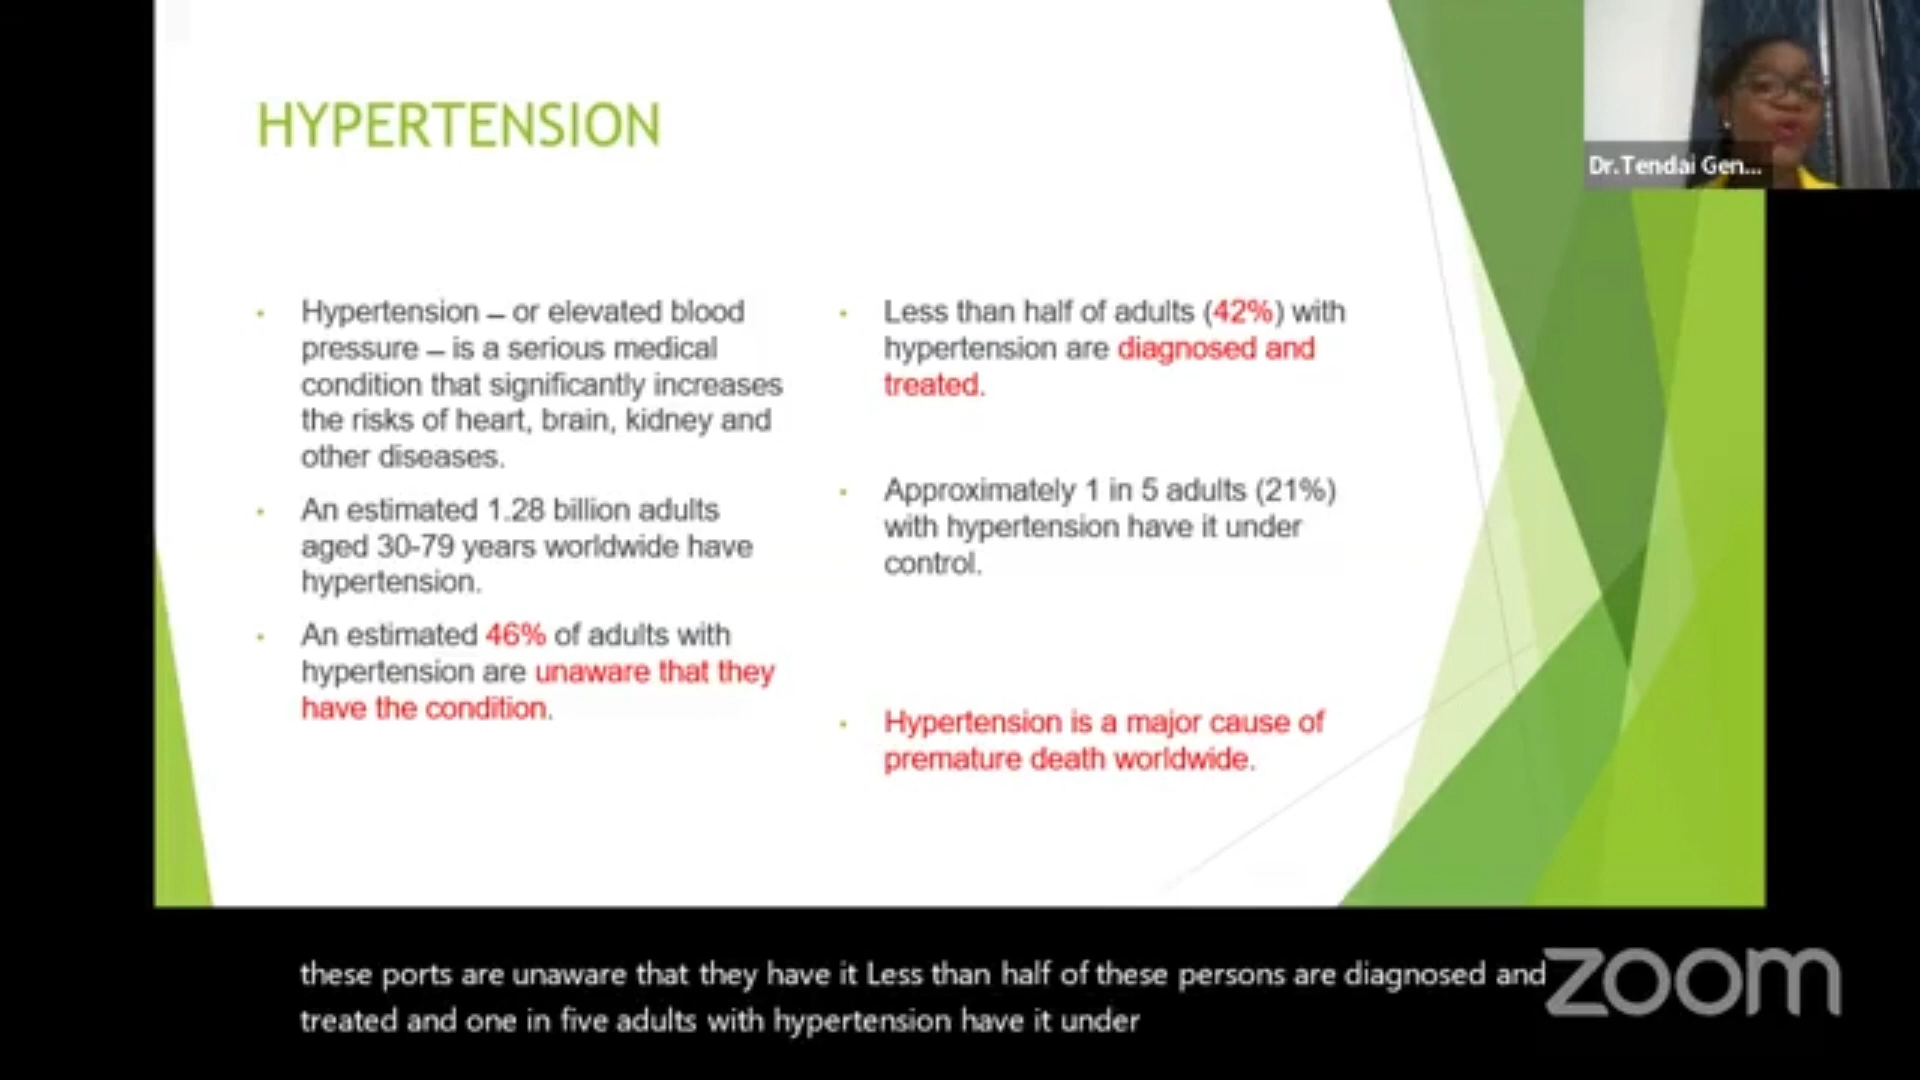 HYPERTENSION
Hypertension – or elevated blood
pressure – is a serious medical
condition that significantly increases
the risks of heart, brain, kidney and
other diseases.
An estimated 1.28 billion adults
aged 30-79 years worldwide have
hypertension.
An estimated 46% of adults with
hypertension are unaware that they
have the condition.
Less than half of adults (42%) with
hypertension are diagnosed and
treated.
Approximately 1 in 5 adults (21%)
with hypertension have it under
control.
Hypertension is a major cause of
premature death worldwide.
Dr.Tendai Gen...
these ports are unaware that they have it Less than half of these persons are diagnosed and
treated and one in five adults with hypertension have it under
zoom